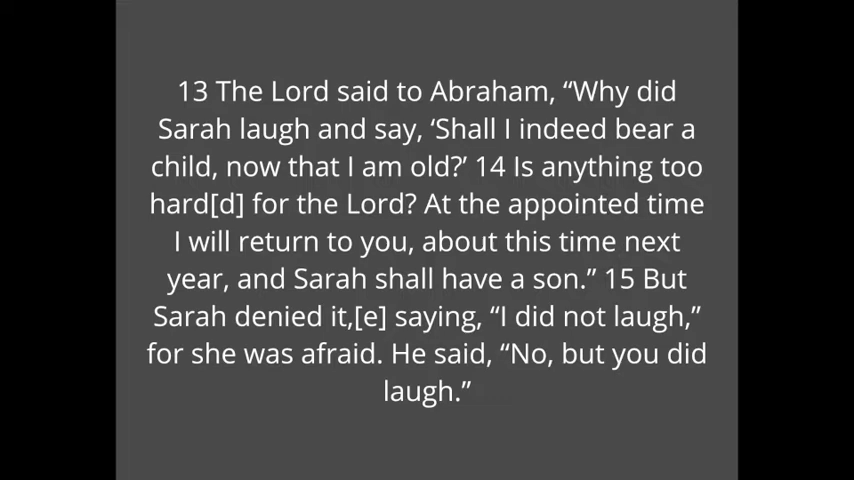 13 The Lord said to Abraham, “Why did
Sarah laugh and say, ‘Shall I indeed bear a
child, now that I am old?’ 14 Is anything too
hard[d] for the Lord? At the appointed time
I will return to you, about this time next
year, and Sarah shall have a son.” 15 But
Sarah denied it,[e] saying, “I did not laugh,”
for she was afraid. He said, “No, but you did
laugh.”